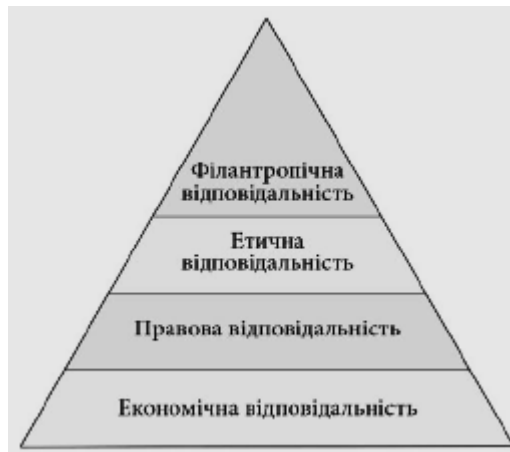 Філантропічна
відповідальність
Етична
відповідальність
Правова відповідальність
Економічна відповідальність